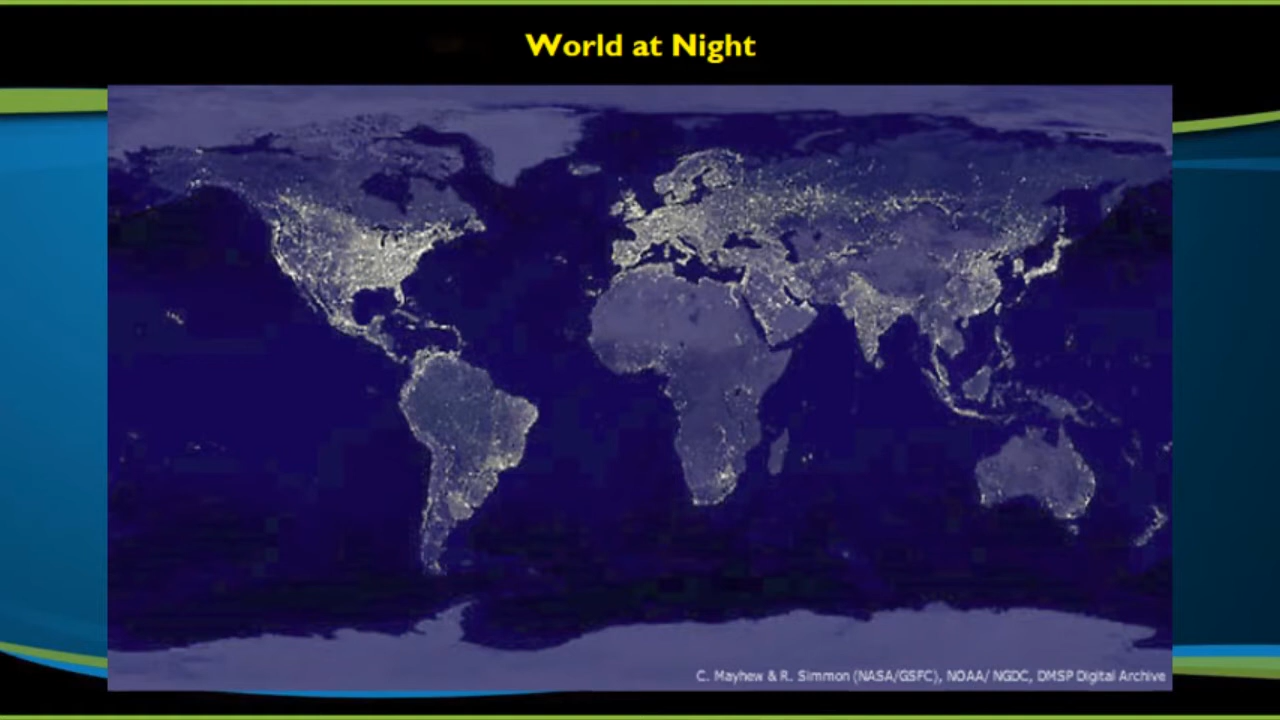 World at Night
C. Mayhew & R. Simmon (NASA/GSFC), NOAA/ NGDC, DMSP Digital Archive